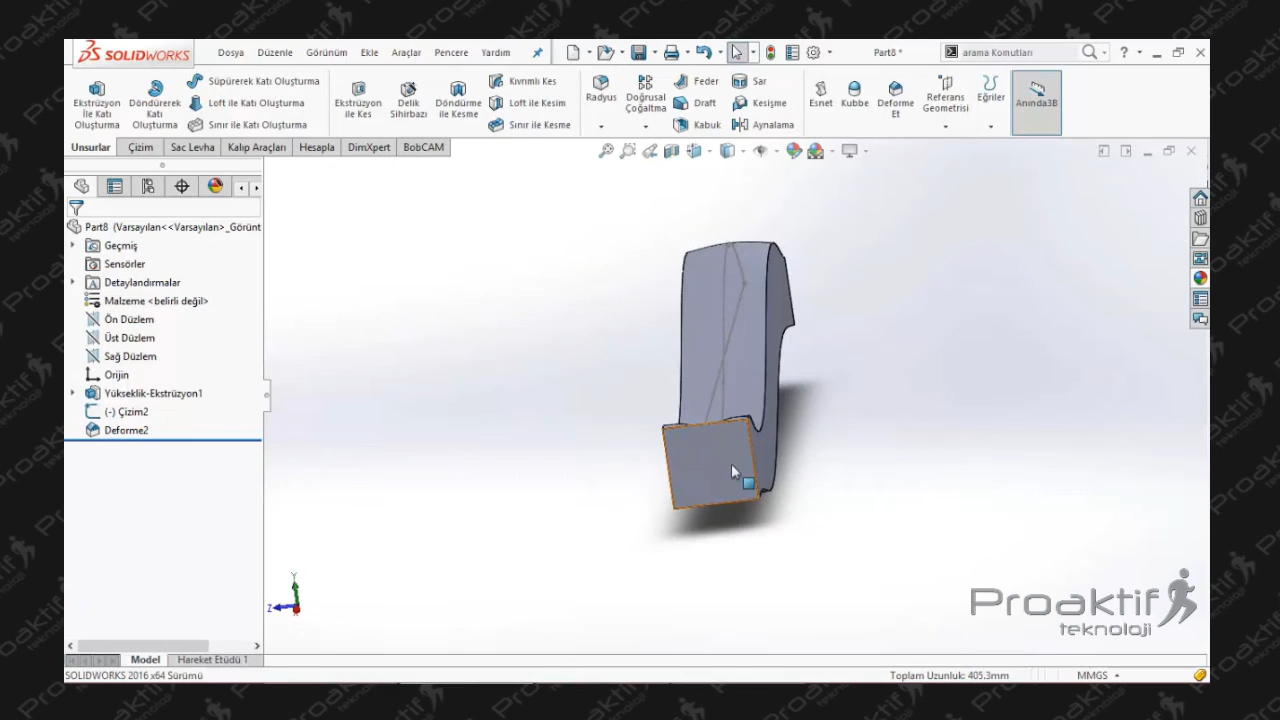 SOLIDWORKS
Dosya Düzenle Görünüm Ekle Araçlar Pencere Yardım
Part8 *
arama Komutları
Ekstrüzyon İle Katı Oluşturma
Döndürerek Katı Oluşturma
Süpürerek Katı Oluşturma
Loft ile Katı Oluşturma
Sınır ile Katı Oluşturma
Ekstrüzyon ile Kes
Delik Sihirbazı
Döndürme ile Kesme
Kıvrımlı Kes
Loft ile Kesim
Sınır ile Kesme
Radyus
Doğrusal Çoğaltma
Feder
Draft
Kabuk
Sar
Kesişme
Aynalama
Esnet
Kubbe
Deforme Et
Referans Geometrisi
Eğriler
Anında3B
Unsurlar Çizim Sac Levha Kalıp Araçları Hesapla DimXpert BobCAM
Part8 (Varsayılan<<Varsayılan>_Görünt
Geçmiş
Sensörler
Detaylandırmalar
Malzeme <belirli değil>
Ön Düzlem
Üst Düzlem
Sağ Düzlem
Orijin
Yükseklik-Ekstrüzyon1
(-) Çizim2
Deforme2
Y
Z
Proaktif
teknoloji
Model Hareket Etüdü 1
SOLIDWORKS 2016 x64 Sürümü
Toplam Uzunluk: 405.3mm
MMGS